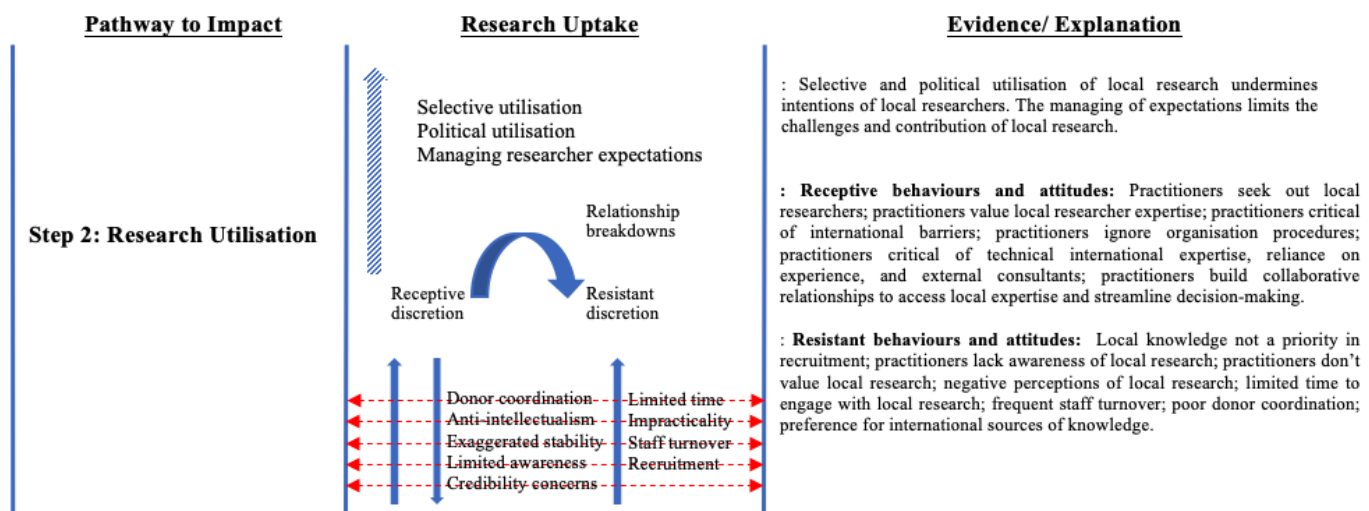 Pathway to Impact
Research Uptake
Evidence/ Explanation
Step 2: Research Utilisation
Selective utilisation
Political utilisation
Managing researcher expectations
Relationship
breakdowns
Receptive
discretion
Resistant
discretion
Donor coordination
Anti-intellectualism
Exaggerated stability
Limited awareness
Credibility concerns
Limited time
Impracticality
Staff turnover
Recruitment
: Selective and political utilisation of local research undermines
intentions of local researchers. The managing of expectations limits the
challenges and contribution of local research.
: Receptive behaviours and attitudes: Practitioners seek out local
researchers; practitioners value local researcher expertise; practitioners critical
of international barriers; practitioners ignore organisation procedures;
practitioners critical of technical international expertise, reliance on
experience, and external consultants; practitioners build collaborative
relationships to access local expertise and streamline decision-making.
: Resistant behaviours and attitudes: Local knowledge not a priority in
recruitment; practitioners lack awareness of local research; practitioners don't
value local research; negative perceptions of local research; limited time to
engage with local research; frequent staff turnover; poor donor coordination;
preference for international sources of knowledge.